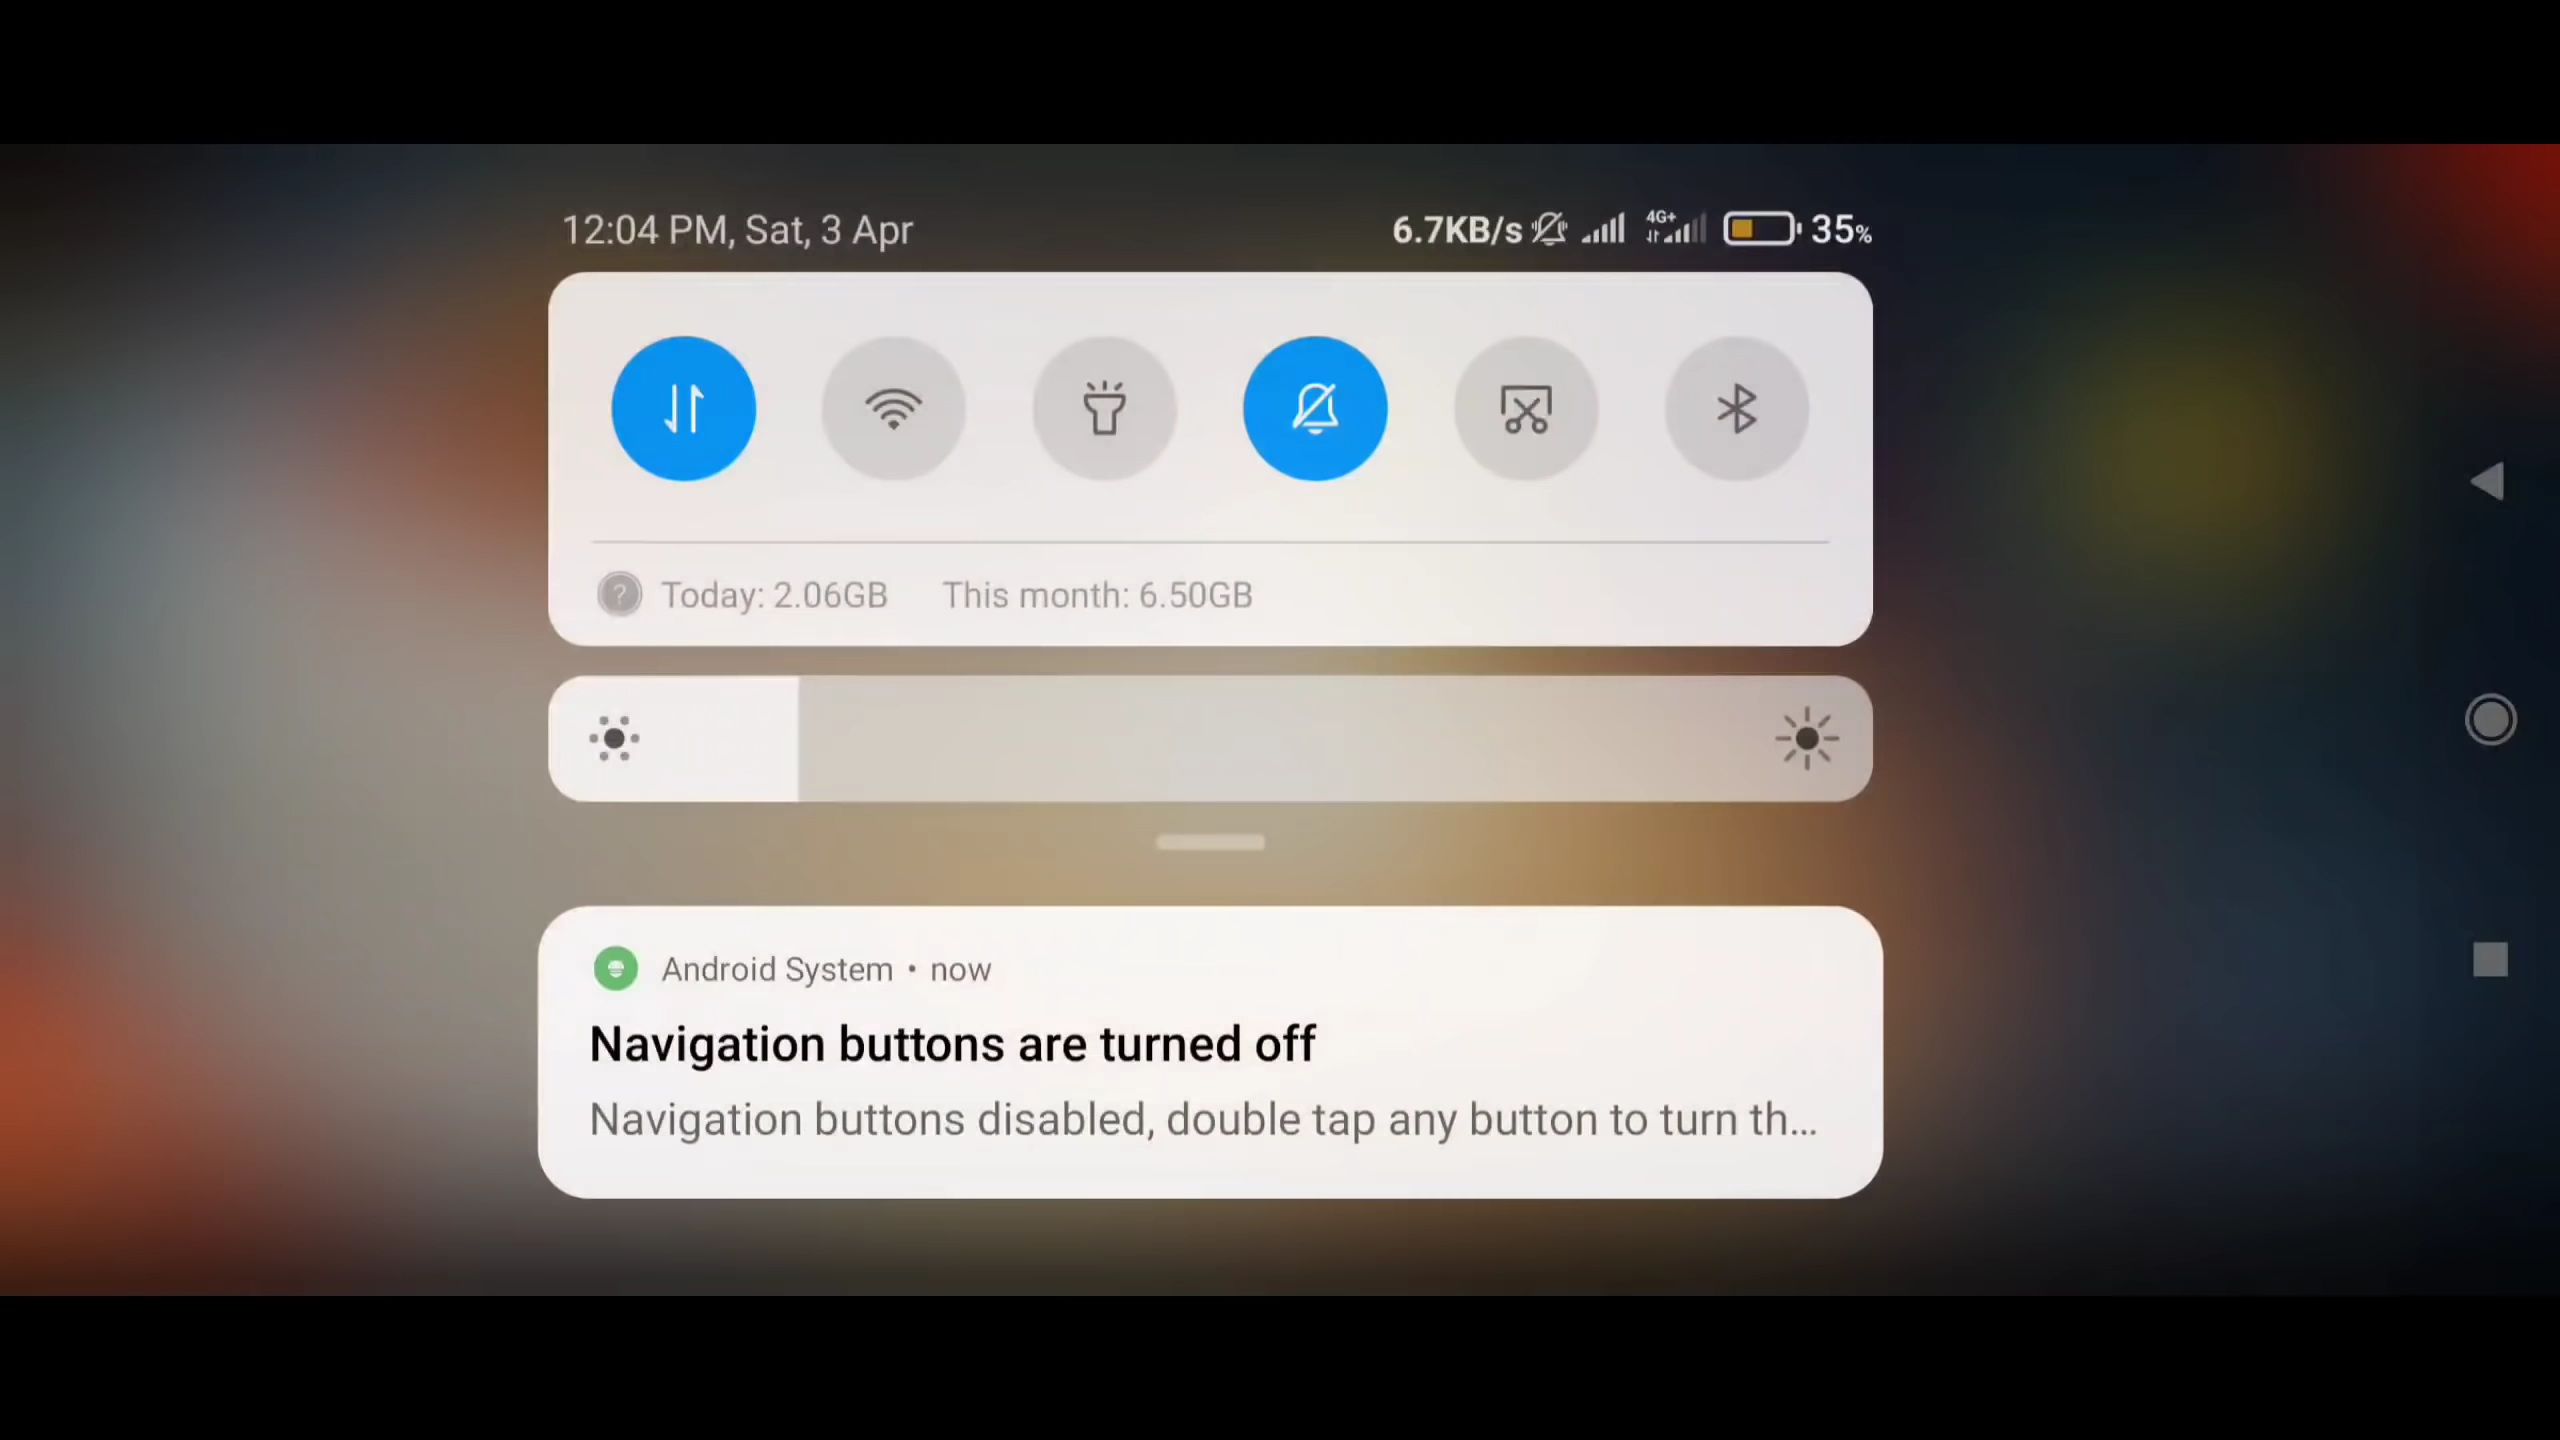 12:04 PM, Sat, 3 Apr 6.7KB/s 4G+ 35%
Today: 2.06GB This month: 6.50GB
Android System • now
Navigation buttons are turned off
Navigation buttons disabled, double tap any button to turn th...